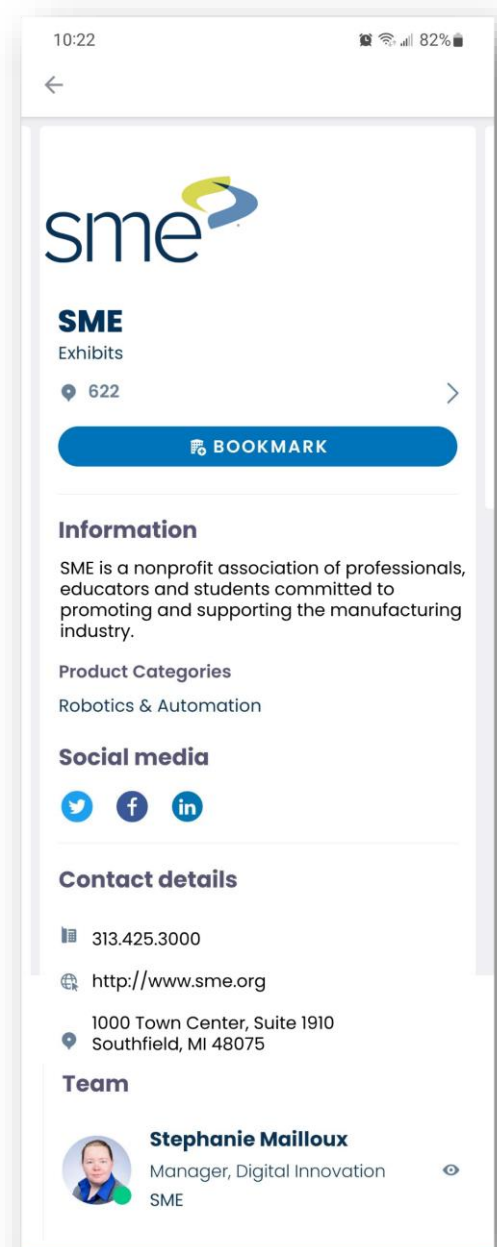 10:22 82%
sme
SME
Exhibits
622
BOOKMARK
Information
SME is a nonprofit association of professionals,
educators and students committed to
promoting and supporting the manufacturing
industry.
Product Categories
Robotics & Automation
Social media
f in
Contact details
313.425.3000
http://www.sme.org
1000 Town Center, Suite 1910
Southfield, MI 48075
Team
Stephanie Mailloux
Manager, Digital Innovation
SME